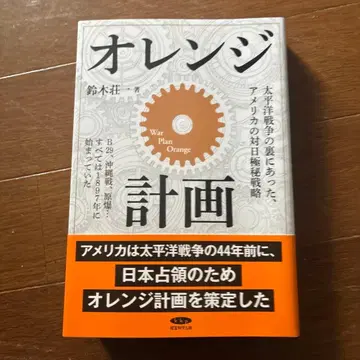 オレンジ
計画
鈴木荘一 著
War
Plan
Orange
太平洋戦争の裏にあった、
アメリカの対日極秘戦略
B29、沖縄戦、原爆…
すべては1897年に
始まっていた
アメリカは太平洋戦争の44年前に、
日本占領のため
オレンジ計画を策定した